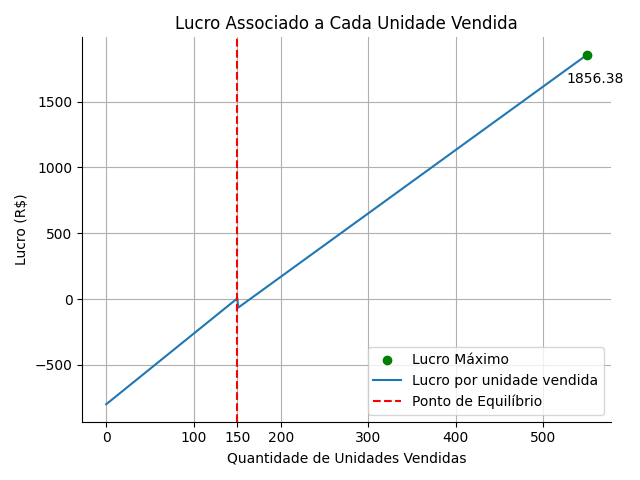 Lucro Associado a Cada Unidade Vendida
1856.38
1500
1000
500
0
−500
Lucro (R$)
Lucro Máximo
Lucro por unidade vendida
Ponto de Equilíbrio
0 100 150 200 300 400 500
Quantidade de Unidades Vendidas